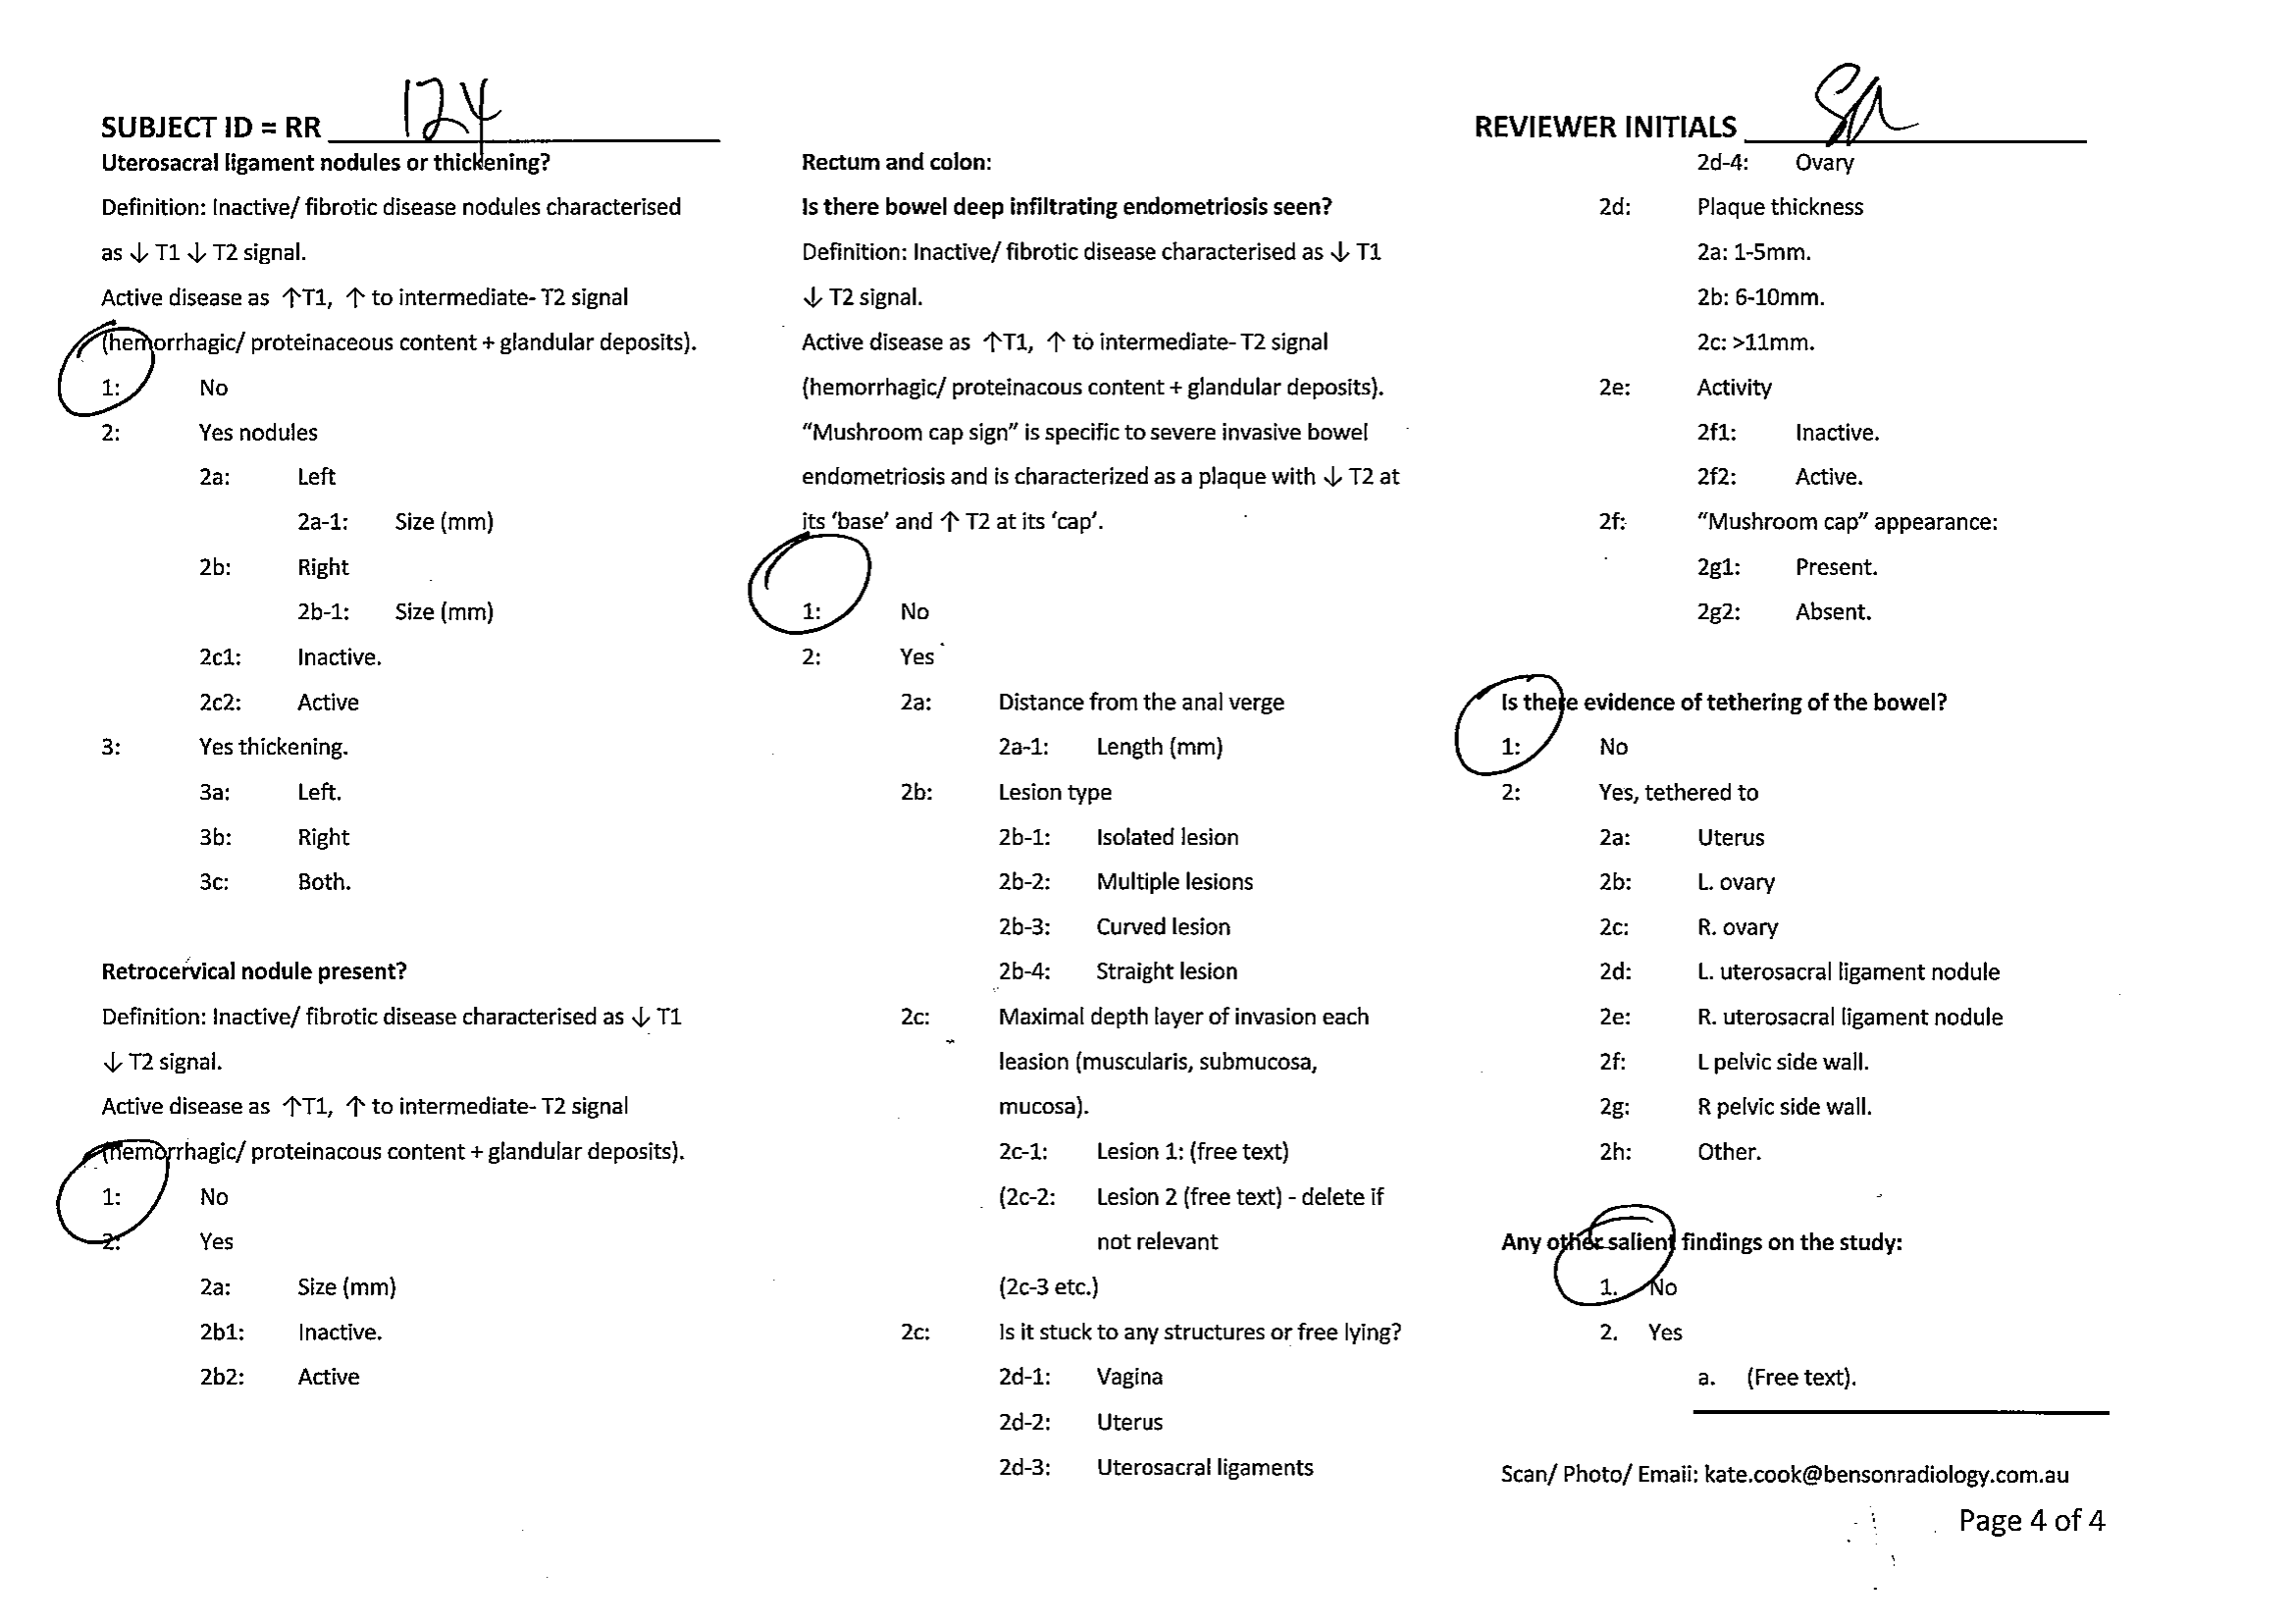 SUBJECT ID = RR 124
REVIEWER INITIALS SA
Uterosacral ligament nodules or thickening?
Definition: Inactive/ fibrotic disease nodules characterised
as ↓ T1 ↓ T2 signal.
Active disease as ↑T1, ↑ to intermediate- T2 signal
(hemorrhagic/ proteinaceous content + glandular deposits).
1: No
2: Yes nodules
2a: Left
2a-1: Size (mm)
2b: Right
2b-1: Size (mm)
2c1: Inactive.
2c2: Active
3: Yes thickening.
3a: Left.
3b: Right
3c: Both.
Retrocervical nodule present?
Definition: Inactive/ fibrotic disease characterised as ↓ T1
↓ T2 signal.
Active disease as ↑T1, ↑ to intermediate- T2 signal
(hemorrhagic/ proteinacous content + glandular deposits).
1: No
2: Yes
2a: Size (mm)
2b1: Inactive.
2b2: Active
Rectum and colon:
Is there bowel deep infiltrating endometriosis seen?
Definition: Inactive/ fibrotic disease characterised as ↓ T1
↓ T2 signal.
Active disease as ↑T1, ↑ to intermediate- T2 signal
(hemorrhagic/ proteinacous content + glandular deposits).
“Mushroom cap sign” is specific to severe invasive bowel
endometriosis and is characterized as a plaque with ↓ T2 at
its ‘base’ and ↑ T2 at its ‘cap’.
1: No
2: Yes
2a: Distance from the anal verge
2a-1: Length (mm)
2b: Lesion type
2b-1: Isolated lesion
2b-2: Multiple lesions
2b-3: Curved lesion
2b-4: Straight lesion
2c: Maximal depth layer of invasion each
leasion (muscularis, submucosa,
mucosa).
2c-1: Lesion 1: (free text)
(2c-2: Lesion 2 (free text) - delete if
not relevant
(2c-3 etc.)
2c: Is it stuck to any structures or free lying?
2d-1: Vagina
2d-2: Uterus
2d-3: Uterosacral ligaments
2d-4: Ovary
2d: Plaque thickness
2a: 1-5mm.
2b: 6-10mm.
2c: >11mm.
2e: Activity
2f1: Inactive.
2f2: Active.
2f: “Mushroom cap” appearance:
2g1: Present.
2g2: Absent.
Is there evidence of tethering of the bowel?
1: No
2: Yes, tethered to
2a: Uterus
2b: L. ovary
2c: R. ovary
2d: L. uterosacral ligament nodule
2e: R. uterosacral ligament nodule
2f: L pelvic side wall.
2g: R pelvic side wall.
2h: Other.
Any other salient findings on the study:
1. No
2. Yes
a. (Free text).
Scan/ Photo/ Email: kate.cook@bensonradiology.com.au
Page 4 of 4